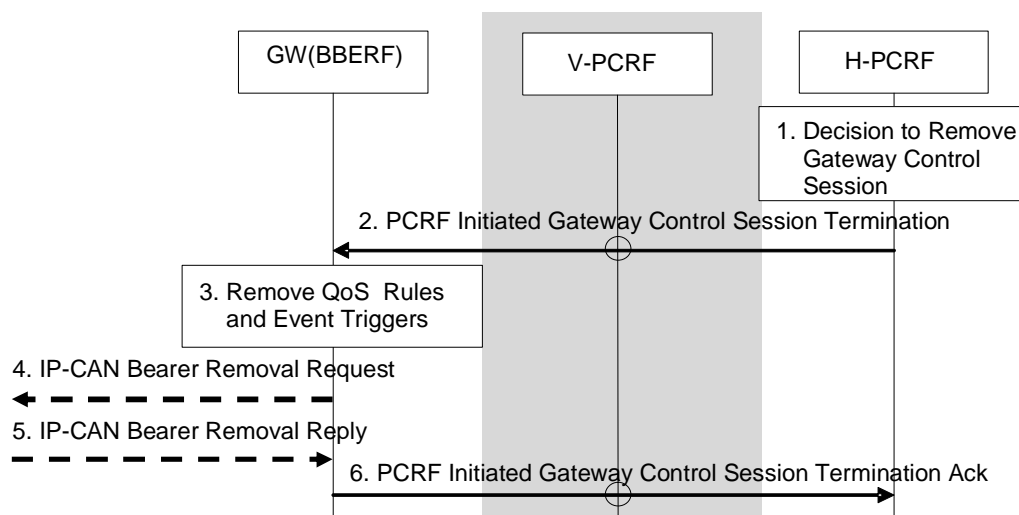 GW(BBERF)
V-PCRF
H-PCRF
1. Decision to Remove
Gateway Control
Session
2. PCRF Initiated Gateway Control Session Termination
3. Remove QoS Rules
and Event Triggers
4. IP-CAN Bearer Removal Request
5. IP-CAN Bearer Removal Reply
6. PCRF Initiated Gateway Control Session Termination Ack